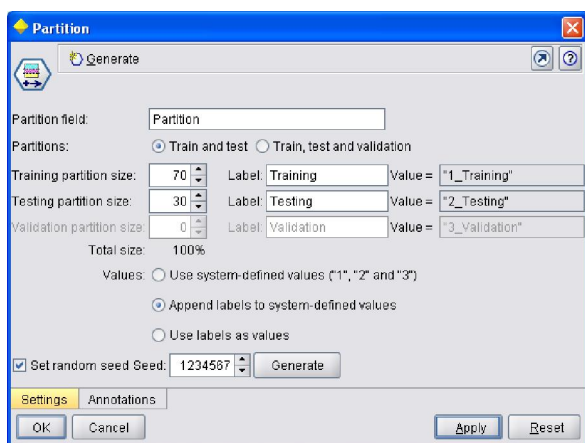 Partition
Generate
Partition field: Partition
Partitions: Train and test Train, test and validation
Training partition size: 70 Label: Training Value = "1_Training"
Testing partition size: 30 Label: Testing Value = "2_Testing"
Validation partition size: 0 Label: Validation Value = "3_Validation"
Total size: 100%
Values: Use system-defined values ("1", "2" and "3")
Append labels to system-defined values
Use labels as values
Set random seed Seed: 1234567 Generate
Settings Annotations
OK Cancel Apply Reset